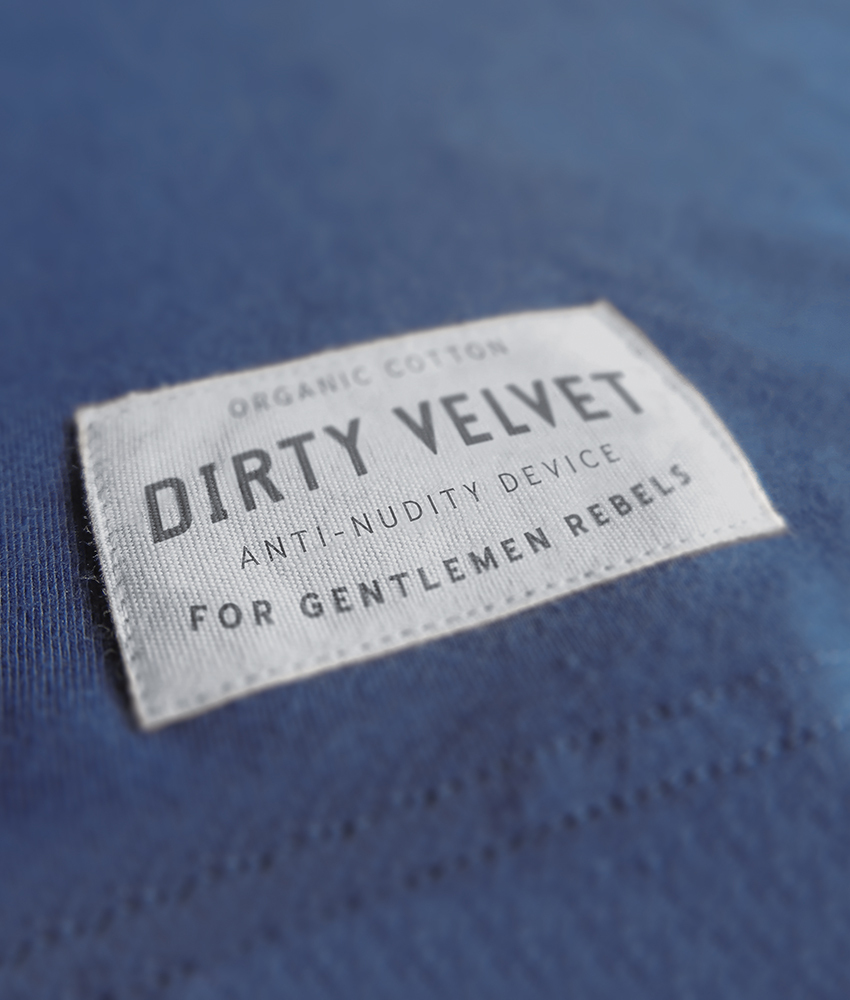 ORGANIC COTTON
DIRTY VELVET
ANTI-NUDITY DEVICE
FOR GENTLEMEN REBELS